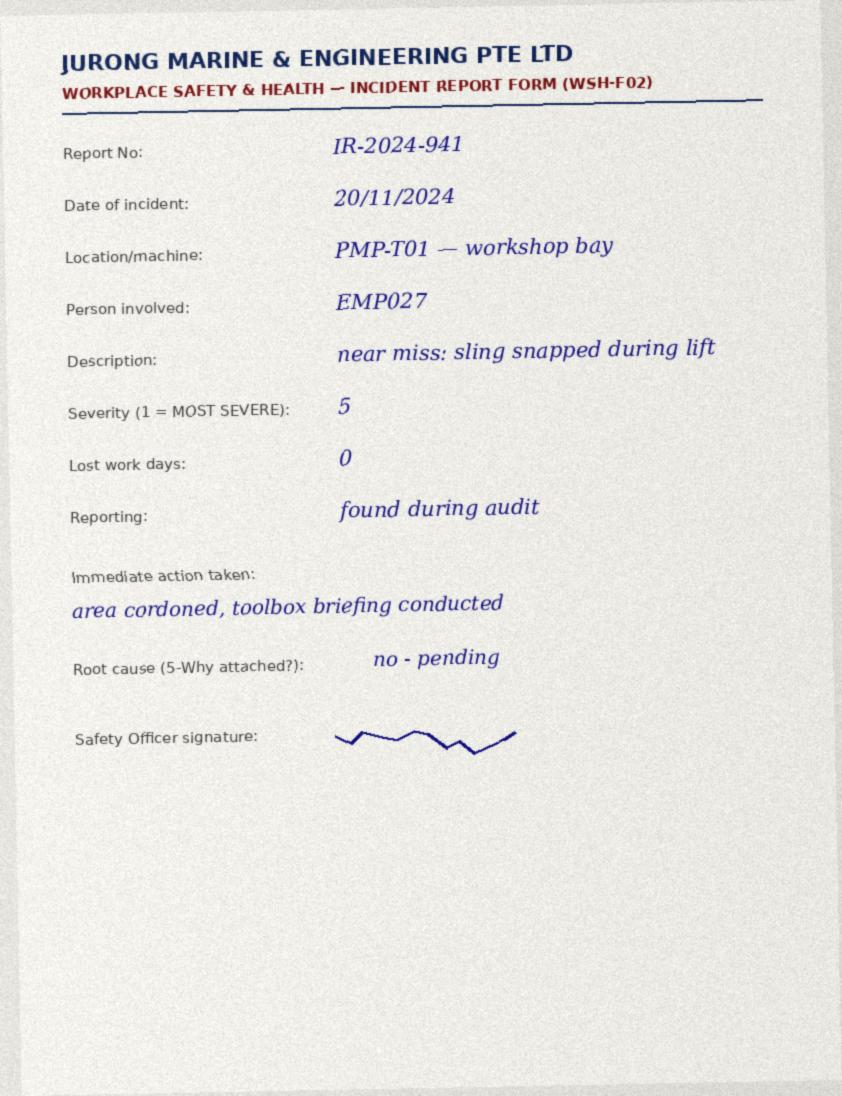 JURONG MARINE & ENGINEERING PTE LTD
WORKPLACE SAFETY & HEALTH — INCIDENT REPORT FORM (WSH-F02)
Report No: IR-2024-941
Date of incident: 20/11/2024
Location/machine: PMP-T01 — workshop bay
Person involved: EMP027
Description: near miss: sling snapped during lift
Severity (1 = MOST SEVERE): 5
Lost work days: 0
Reporting: found during audit
Immediate action taken:
area cordoned, toolbox briefing conducted
Root cause (5-Why attached?): no - pending
Safety Officer signature: